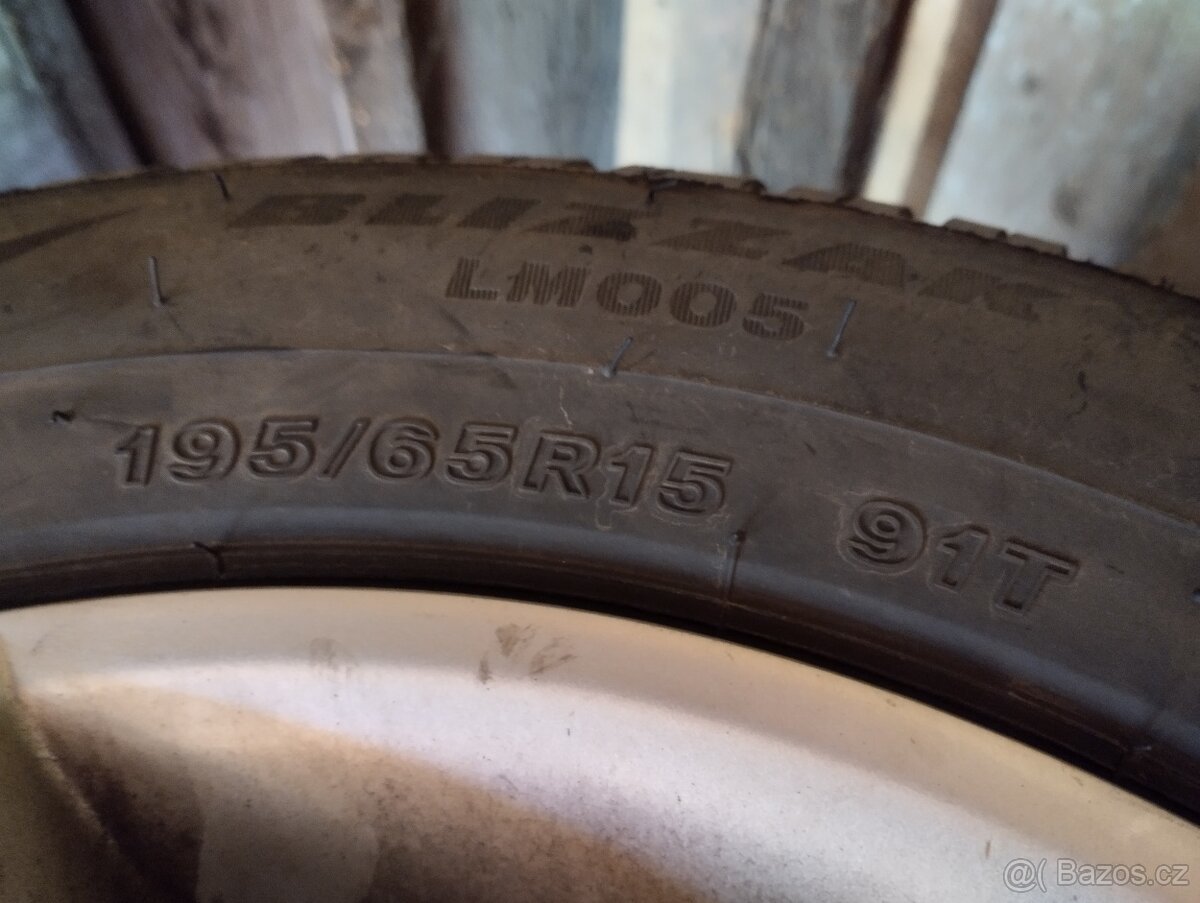 BLIZZAK
LM005
195/65R15 91T
@( Bazos.cz